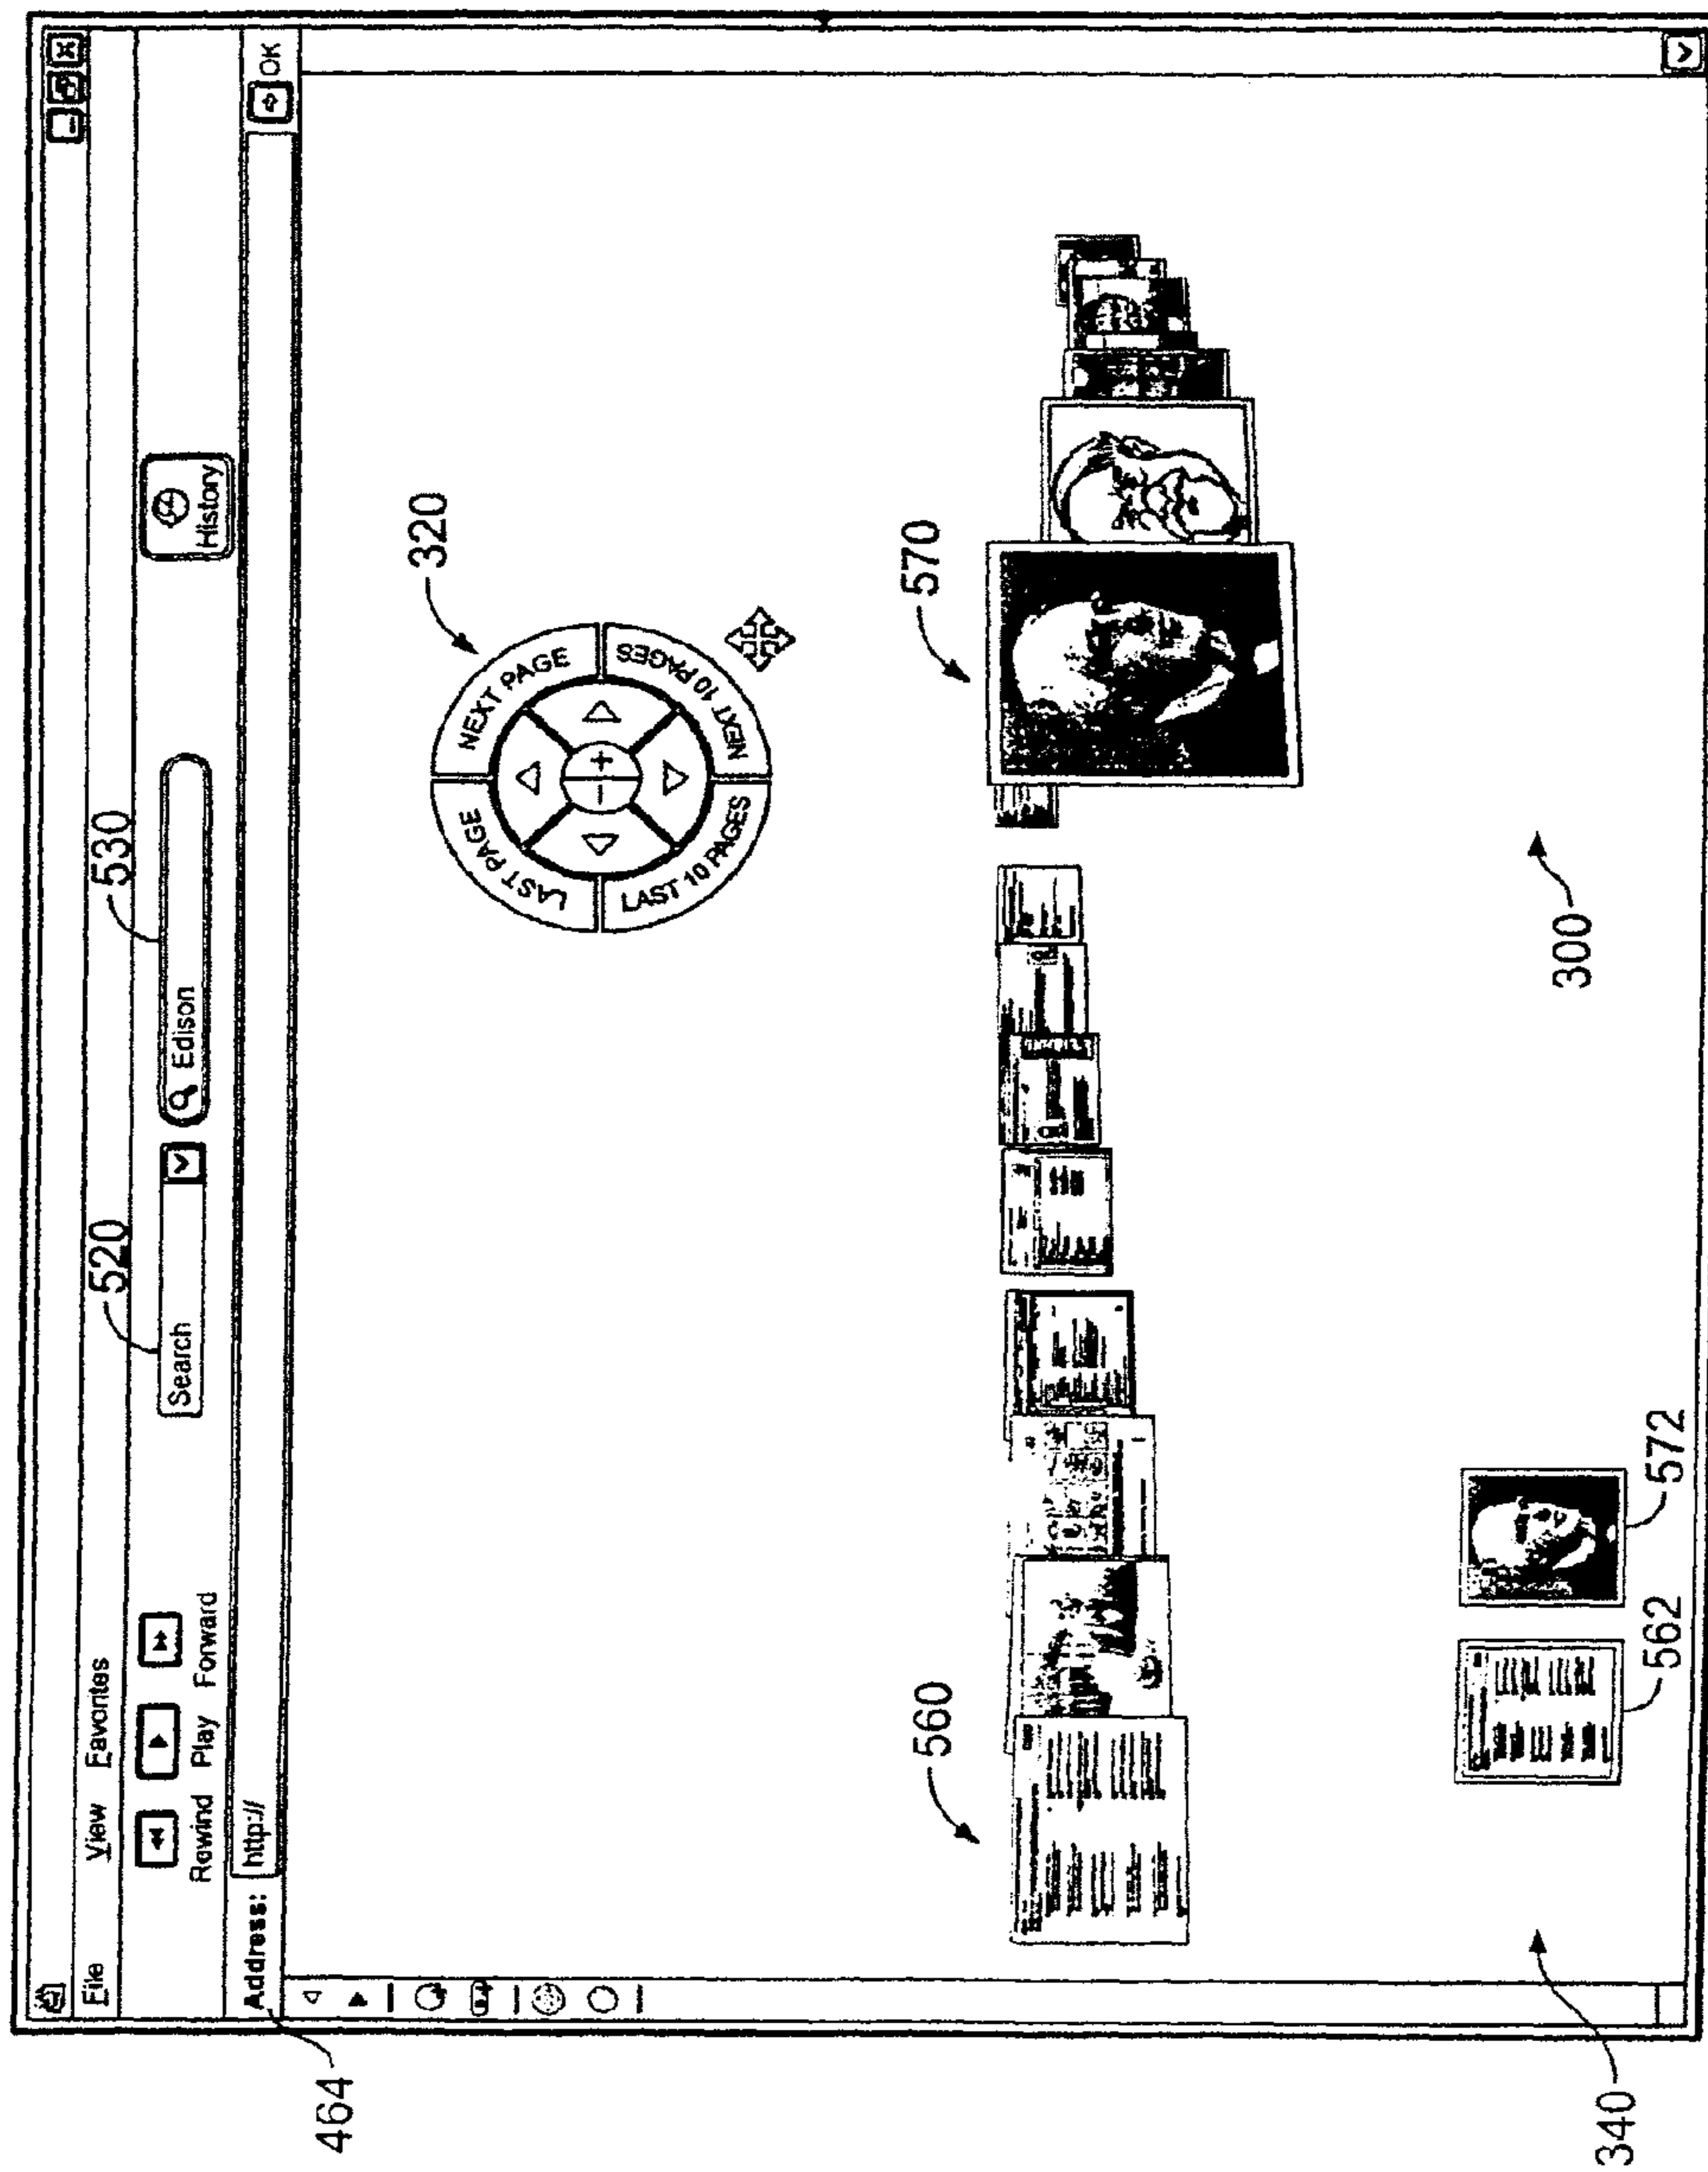 File View Favorites
Rewind Play Forward
520
Search
530
Edison
History
464
Address: http://
OK
320
LAST PAGE
NEXT PAGE
LAST 10 PAGES
NEXT 10 PAGES
- +
560
570
340
562
572
300